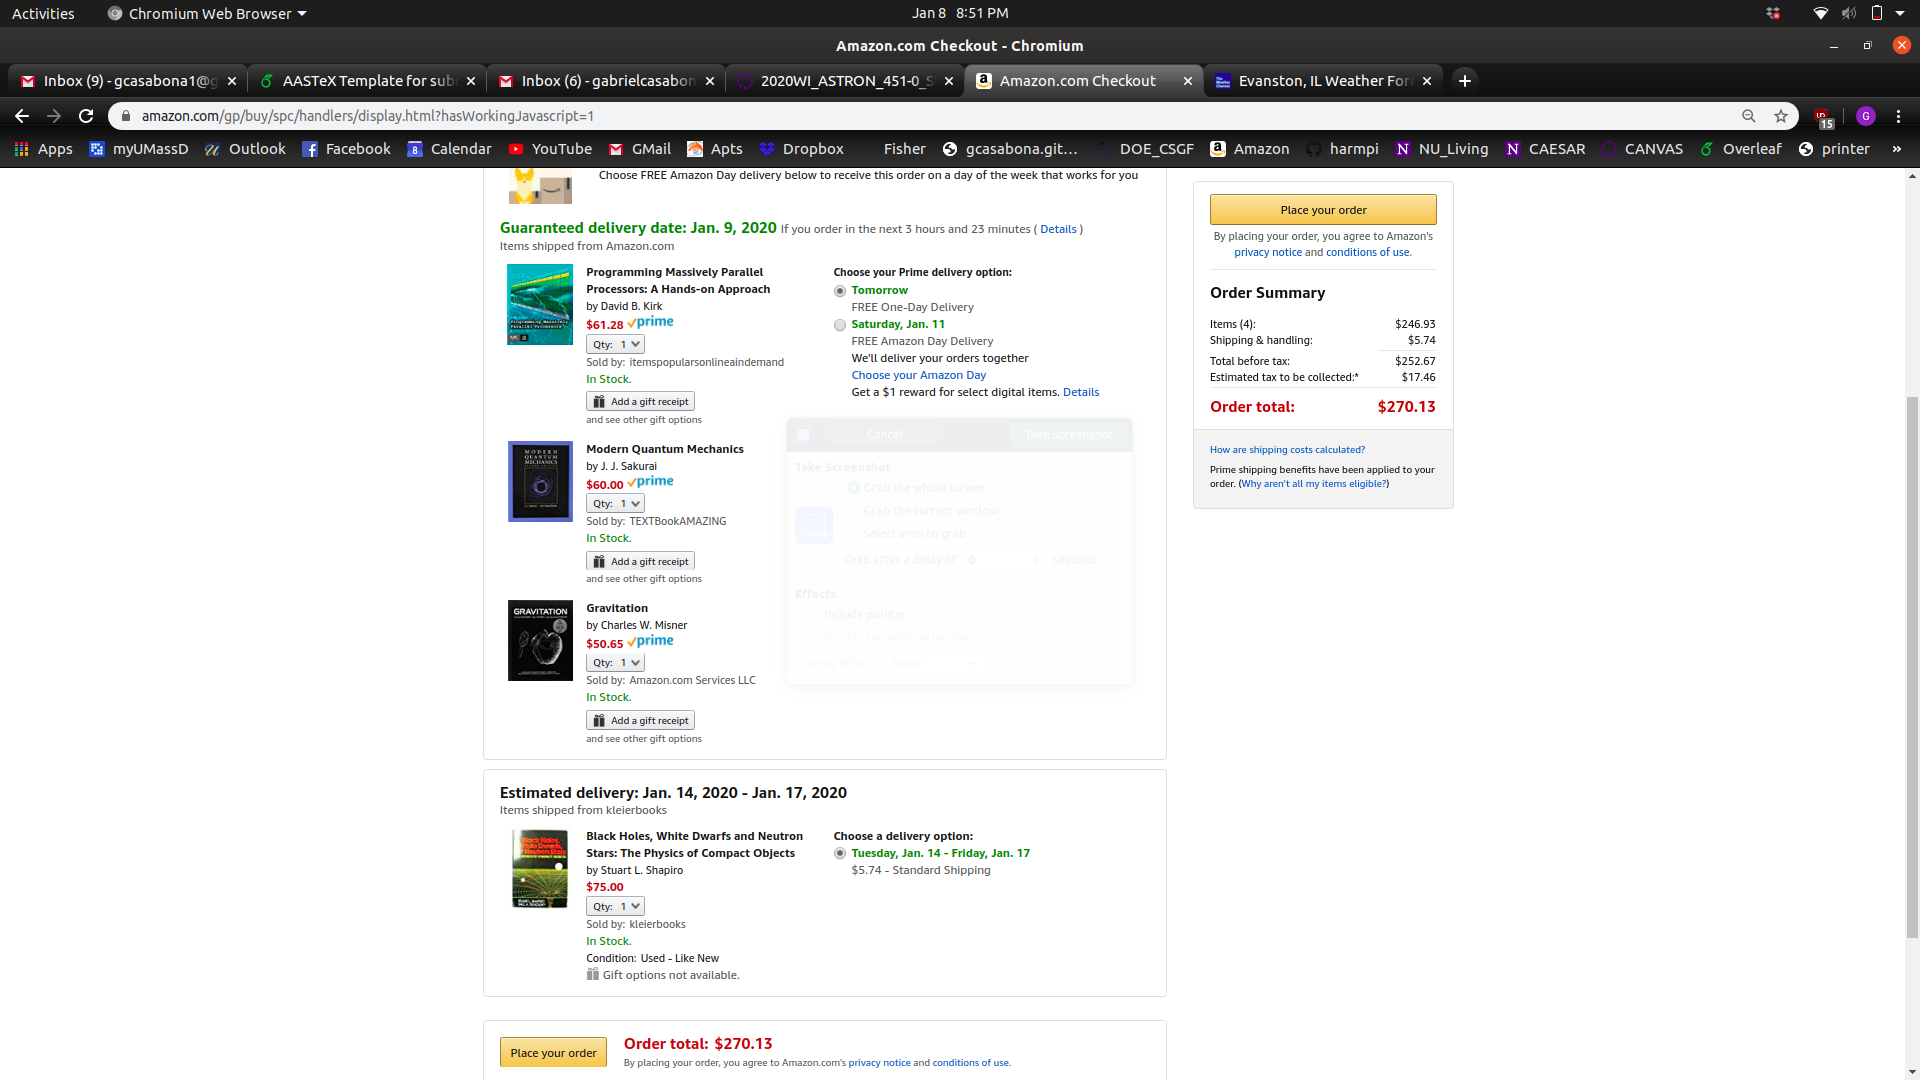 Activities Chromium Web Browser Jan 8 8:51 PM
Amazon.com Checkout - Chromium
Inbox (9) - gcasabona1@g AASTeX Template for sub Inbox (6) - gabrielcasabon 2020WI_ASTRON_451-0_S Amazon.com Checkout Evanston, IL Weather For
amazon.com/gp/buy/spc/handlers/display.html?hasWorkingJavascript=1 15 G
Apps myUMassD Outlook Facebook 8 Calendar YouTube GMail Apts Dropbox Fisher gcasabona.git... DOE_CSGF Amazon harmpi N NU_Living N CAESAR CANVAS Overleaf printer »
Choose FREE Amazon Day delivery below to receive this order on a day of the week that works for you
Guaranteed delivery date: Jan. 9, 2020 If you order in the next 3 hours and 23 minutes ( Details )
Items shipped from Amazon.com
Programming Massively Parallel
Processors: A Hands-on Approach
by David B. Kirk
$61.28 prime
Qty: 1
Sold by: itemspopularsonlineaindemand
In Stock.
Add a gift receipt
and see other gift options
Choose your Prime delivery option:
Tomorrow
FREE One-Day Delivery
Saturday, Jan. 11
FREE Amazon Day Delivery
We'll deliver your orders together
Choose your Amazon Day
Get a $1 reward for select digital items. Details
MODERN
QUANTUM
MECHANICS
Modern Quantum Mechanics
by J. J. Sakurai
$60.00 prime
Qty: 1
Sold by: TEXTBookAMAZING
In Stock.
Add a gift receipt
and see other gift options
Cancel Take Screenshot
Take Screenshot
Grab the whole screen
Grab the current window
Select area to grab
Grab after a delay of 0 + seconds
Effects
Include pointer
Include the window border
Apply effect: None
GRAVITATION
Gravitation
by Charles W. Misner
$50.65 prime
Qty: 1
Sold by: Amazon.com Services LLC
In Stock.
Add a gift receipt
and see other gift options
Estimated delivery: Jan. 14, 2020 - Jan. 17, 2020
Items shipped from kleierbooks
Black Holes, White Dwarfs and Neutron
Stars: The Physics of Compact Objects
by Stuart L. Shapiro
$75.00
Qty: 1
Sold by: kleierbooks
In Stock.
Condition: Used - Like New
Gift options not available.
Choose a delivery option:
Tuesday, Jan. 14 - Friday, Jan. 17
$5.74 - Standard Shipping
Place your order Order total: $270.13
By placing your order, you agree to Amazon.com's privacy notice and conditions of use.
Place your order
By placing your order, you agree to Amazon's
privacy notice and conditions of use.
Order Summary
Items (4): $246.93
Shipping & handling: $5.74
Total before tax: $252.67
Estimated tax to be collected:* $17.46
Order total: $270.13
How are shipping costs calculated?
Prime shipping benefits have been applied to your
order. (Why aren't all my items eligible?)